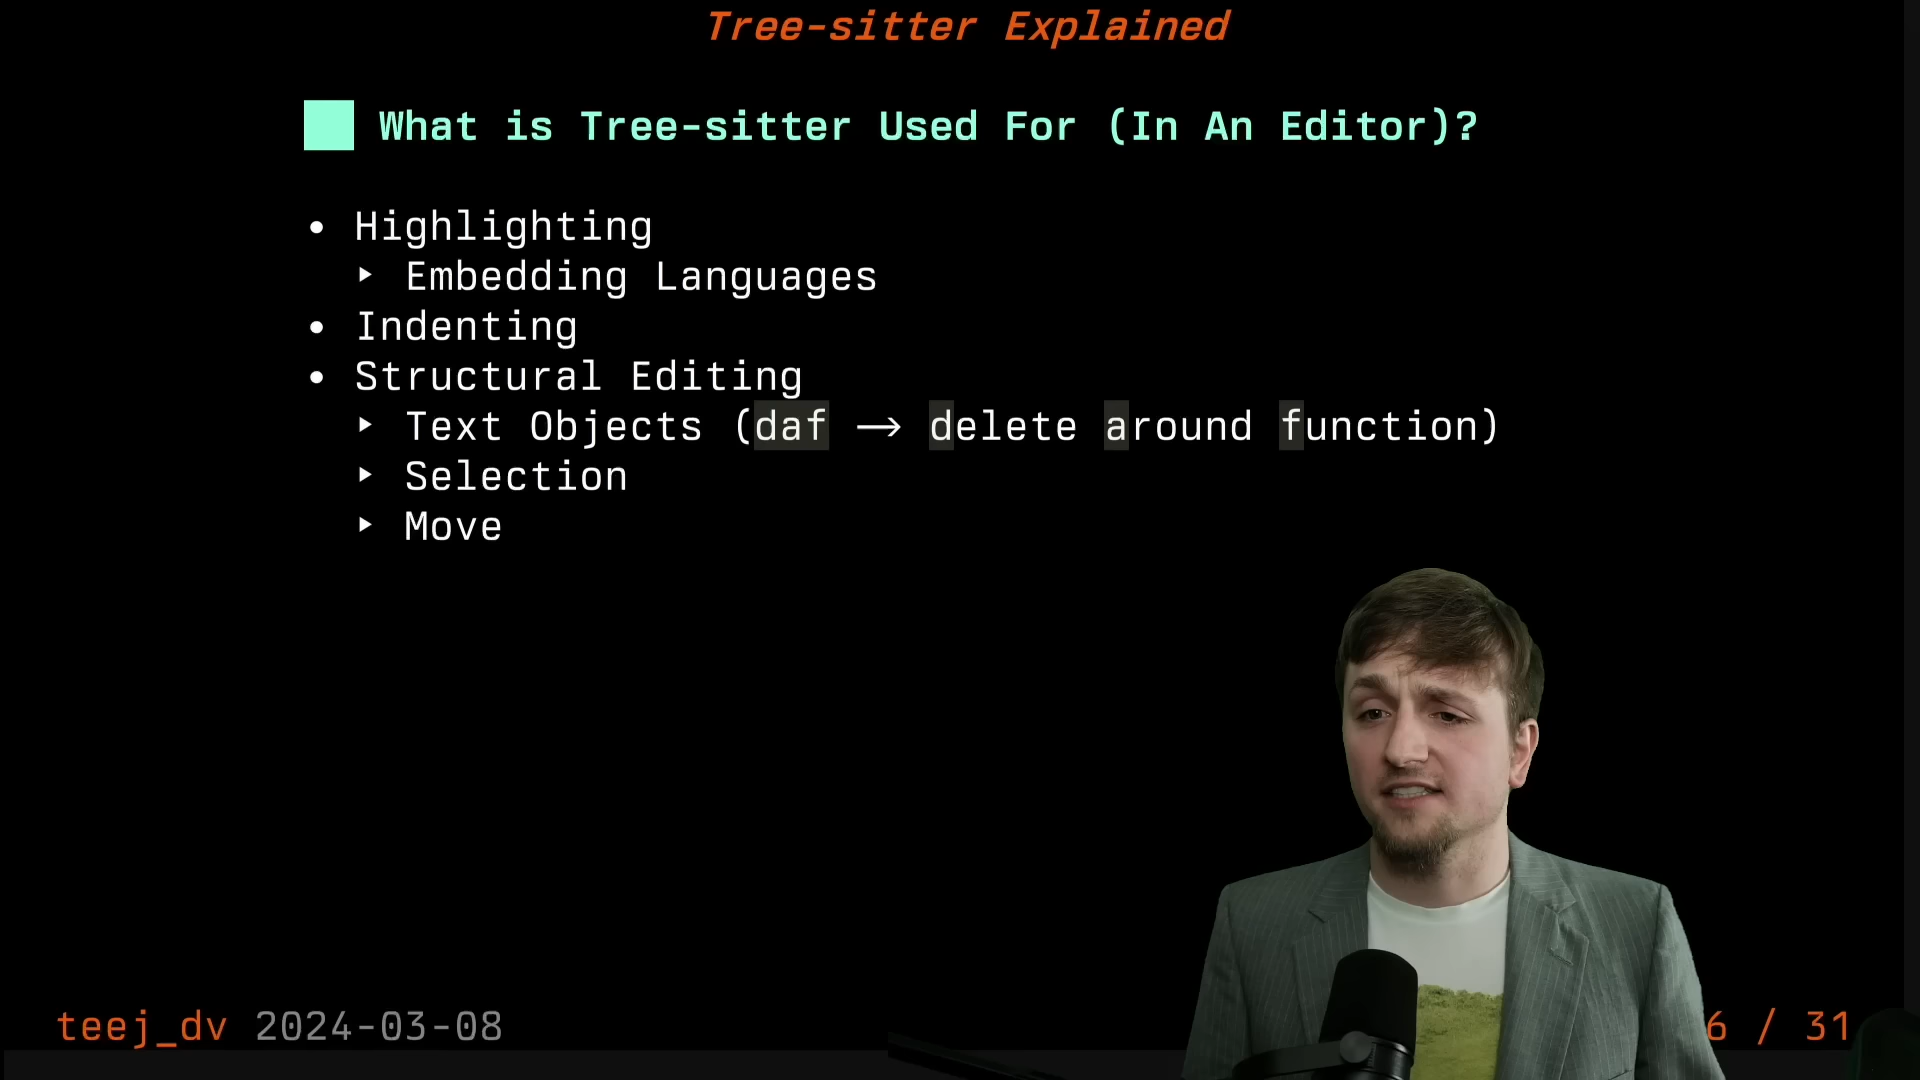 Tree-sitter Explained
What is Tree-sitter Used For (In An Editor)?
• Highlighting
‣ Embedding Languages
• Indenting
• Structural Editing
‣ Text Objects (daf → delete around function)
‣ Selection
‣ Move
teej_dv 2024-03-08
6 / 31